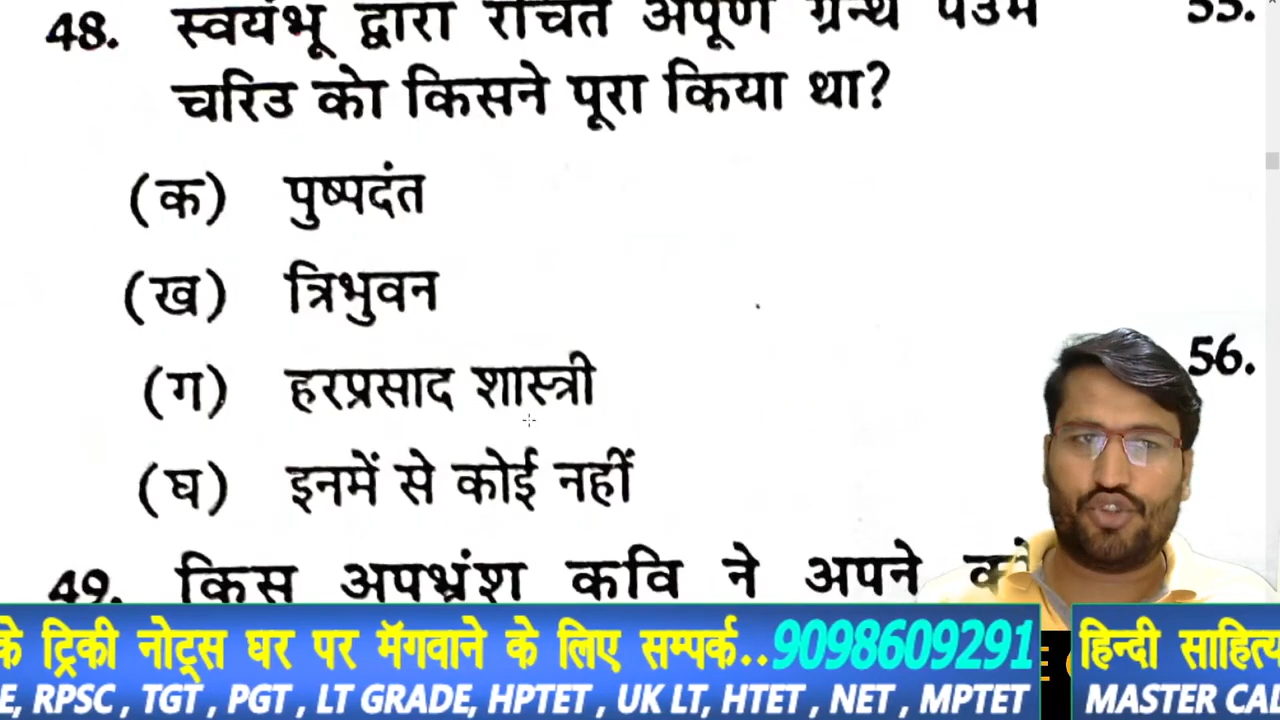 48. स्वयंभू द्वारा रचित अपूर्ण ग्रन्थ पउम
चरिउ को किसने पूरा किया था?
(क) पुष्पदंत
(ख) त्रिभुवन
(ग) हरप्रसाद शास्त्री
(घ) इनमें से कोई नहीं
49. किस अपभ्रंश कवि ने अपने
55.
56.
के ट्रिकी नोट्स घर पर मँगवाने के लिए सम्पर्क..9098609291
E, RPSC , TGT , PGT , LT GRADE, HPTET , UK LT, HTET , NET , MPTET
हिन्दी साहित्य
MASTER